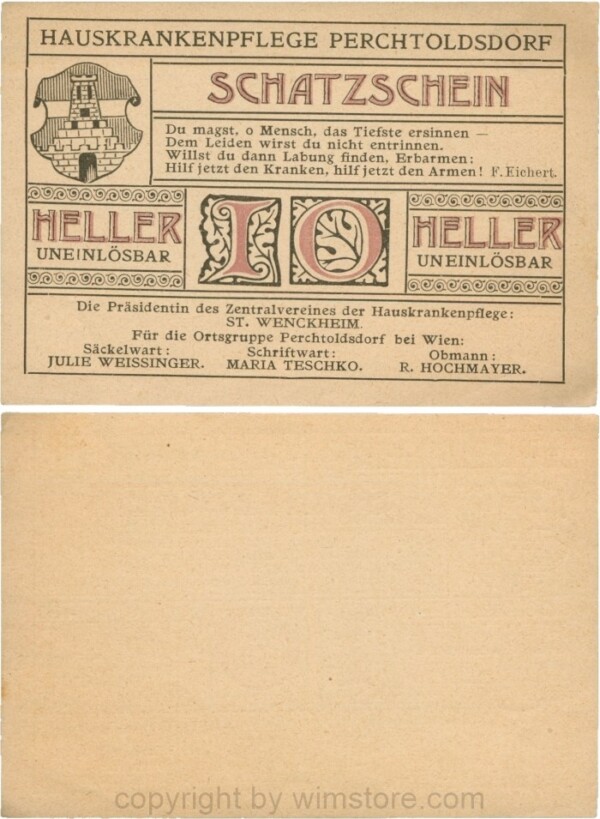 HAUSKRANKENPFLEGE PERCHTOLDSDORF
SCHATZSCHEIN
Du magst, o Mensch, das Tiefste ersinnen —
Dem Leiden wirst du nicht entrinnen.
Willst du dann Labung finden, Erbarmen:
Hilf jetzt den Kranken, hilf jetzt den Armen! F. Eichert.
HELLER
UNEINLÖSBAR
10
HELLER
UNEINLÖSBAR
Die Präsidentin des Zentralvereines der Hauskrankenpflege:
ST. WENCKHEIM.
Für die Ortsgruppe Perchtoldsdorf bei Wien:
Säckelwart: Schriftwart: Obmann:
JULIE WEISSINGER. MARIA TESCHKO. R. HOCHMAYER.
copyright by wimstore.com